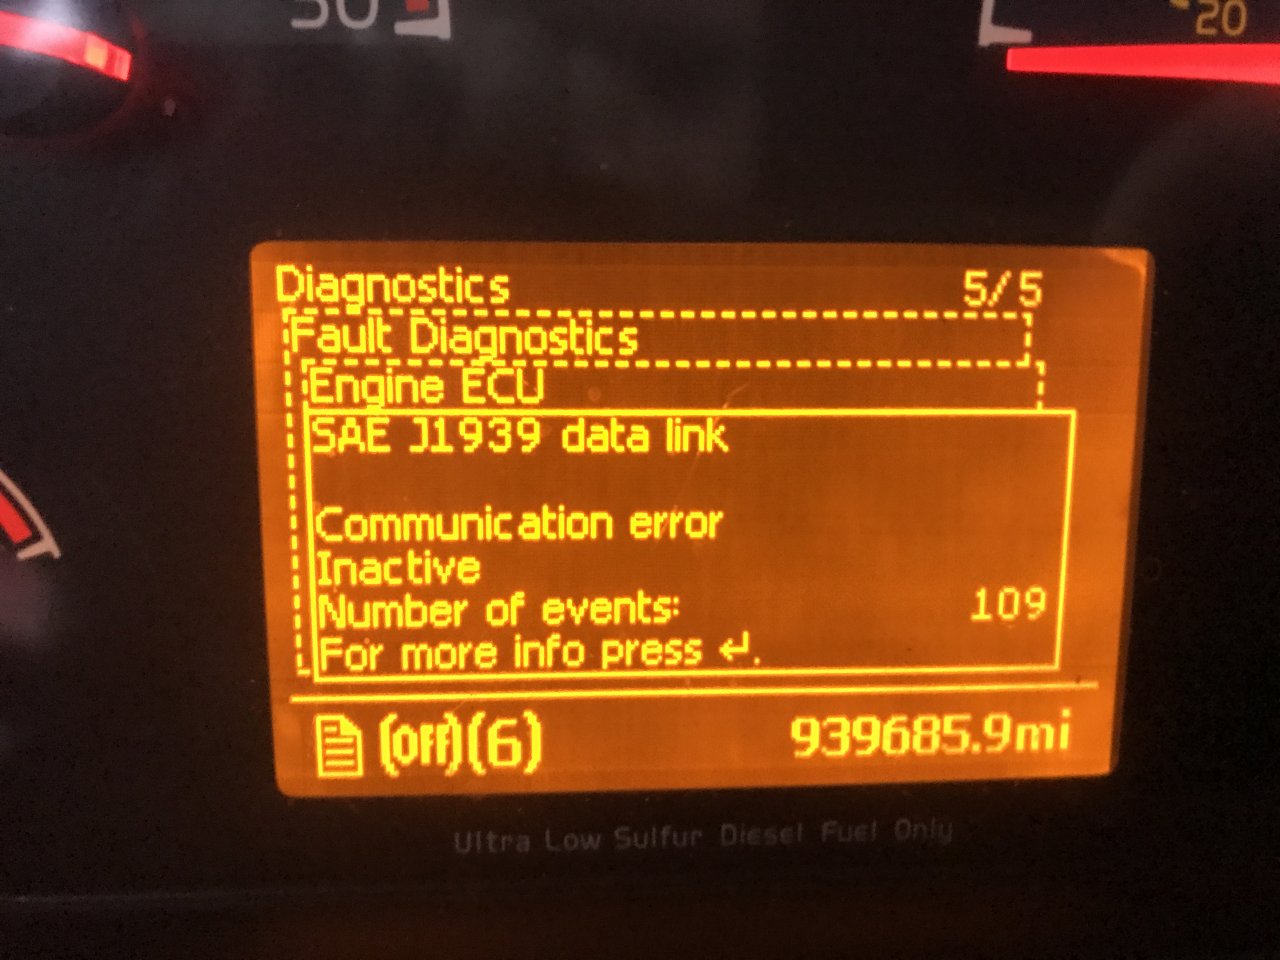 50
20
Diagnostics 5/5
Fault Diagnostics
Engine ECU
SAE J1939 data link
Communication error
Inactive
Number of events: 109
For more info press ↵.
(Off)(6) 939685.9mi
Ultra Low Sulfur Diesel Fuel Only